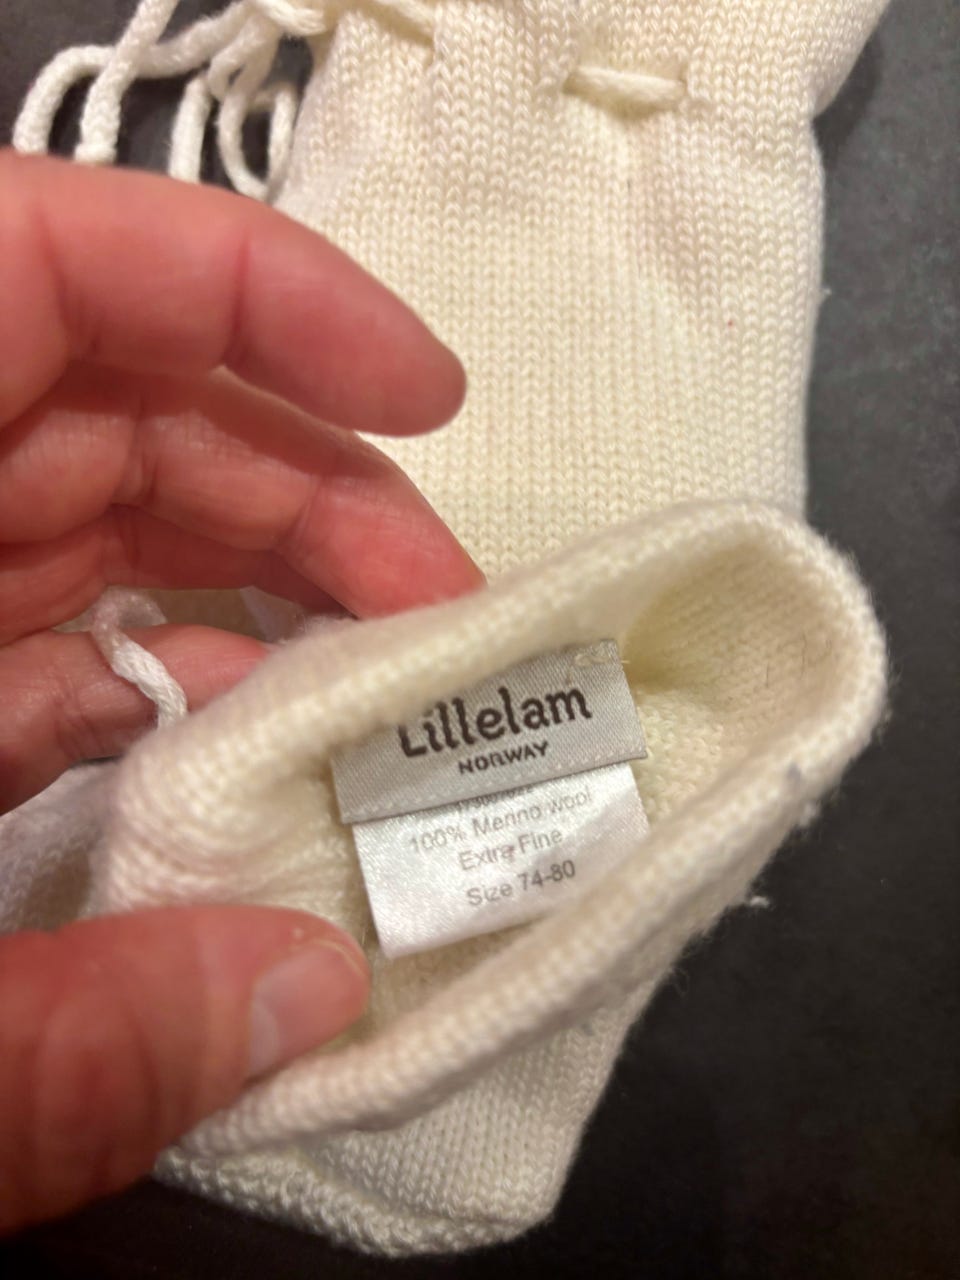 Lillelam
NORWAY
100% Merino wool
Extra Fine
Size 74-80